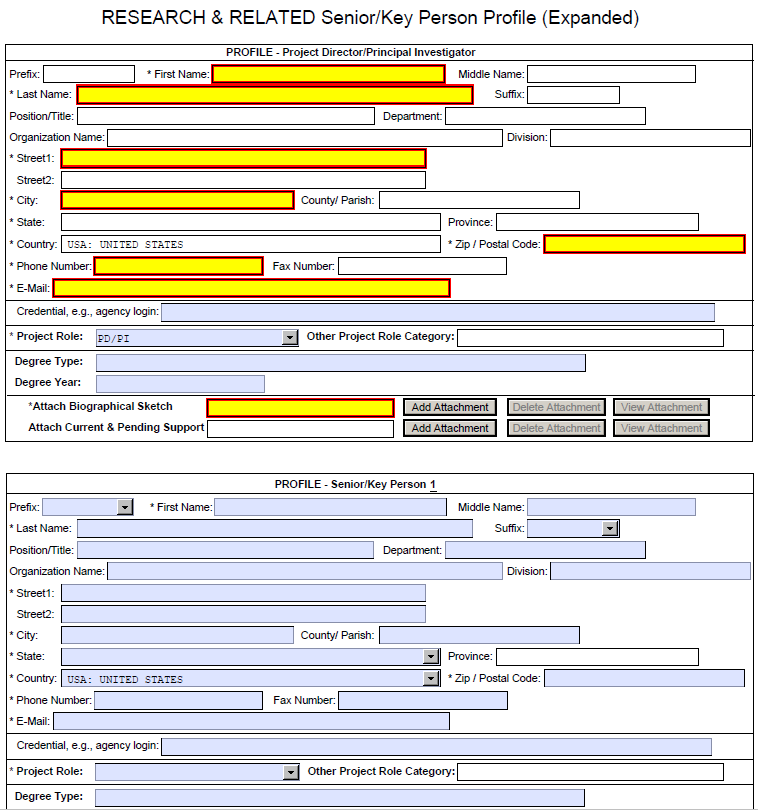 RESEARCH & RELATED Senior/Key Person Profile (Expanded)
PROFILE - Project Director/Principal Investigator
Prefix: * First Name: Middle Name:
* Last Name: Suffix:
Position/Title: Department:
Organization Name: Division:
* Street1:
Street2:
* City: County/ Parish:
* State: Province:
* Country: USA: UNITED STATES * Zip / Postal Code:
* Phone Number: Fax Number:
* E-Mail:
Credential, e.g., agency login:
* Project Role: PD/PI Other Project Role Category:
Degree Type:
Degree Year:
*Attach Biographical Sketch Add Attachment Delete Attachment View Attachment
Attach Current & Pending Support Add Attachment Delete Attachment View Attachment
PROFILE - Senior/Key Person 1
Prefix: * First Name: Middle Name:
* Last Name: Suffix:
Position/Title: Department:
Organization Name: Division:
* Street1:
Street2:
* City: County/ Parish:
* State: Province:
* Country: USA: UNITED STATES * Zip / Postal Code:
* Phone Number: Fax Number:
* E-Mail:
Credential, e.g., agency login:
* Project Role: Other Project Role Category:
Degree Type: